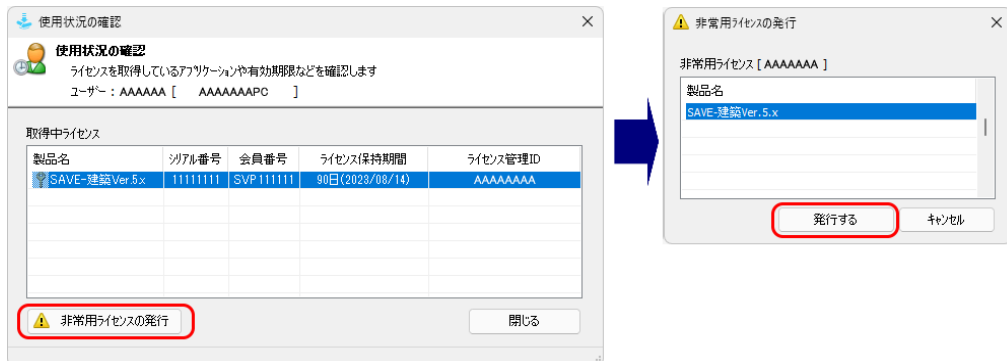 使用状況の確認
使用状況の確認
ライセンスを取得しているアプリケーションや有効期限などを確認します
ユーザー：AAAAAA [ AAAAAAAPC ]
取得中ライセンス
製品名 シリアル番号 会員番号 ライセンス保持期間 ライセンス管理ID
SAVE-建築Ver.5.x 11111111 SVP111111 90日(2023/08/14) AAAAAAAA
非常用ライセンスの発行 閉じる
非常用ライセンスの発行
非常用ライセンス [ AAAAAAA ]
製品名
SAVE-建築Ver.5.x
発行する キャンセル